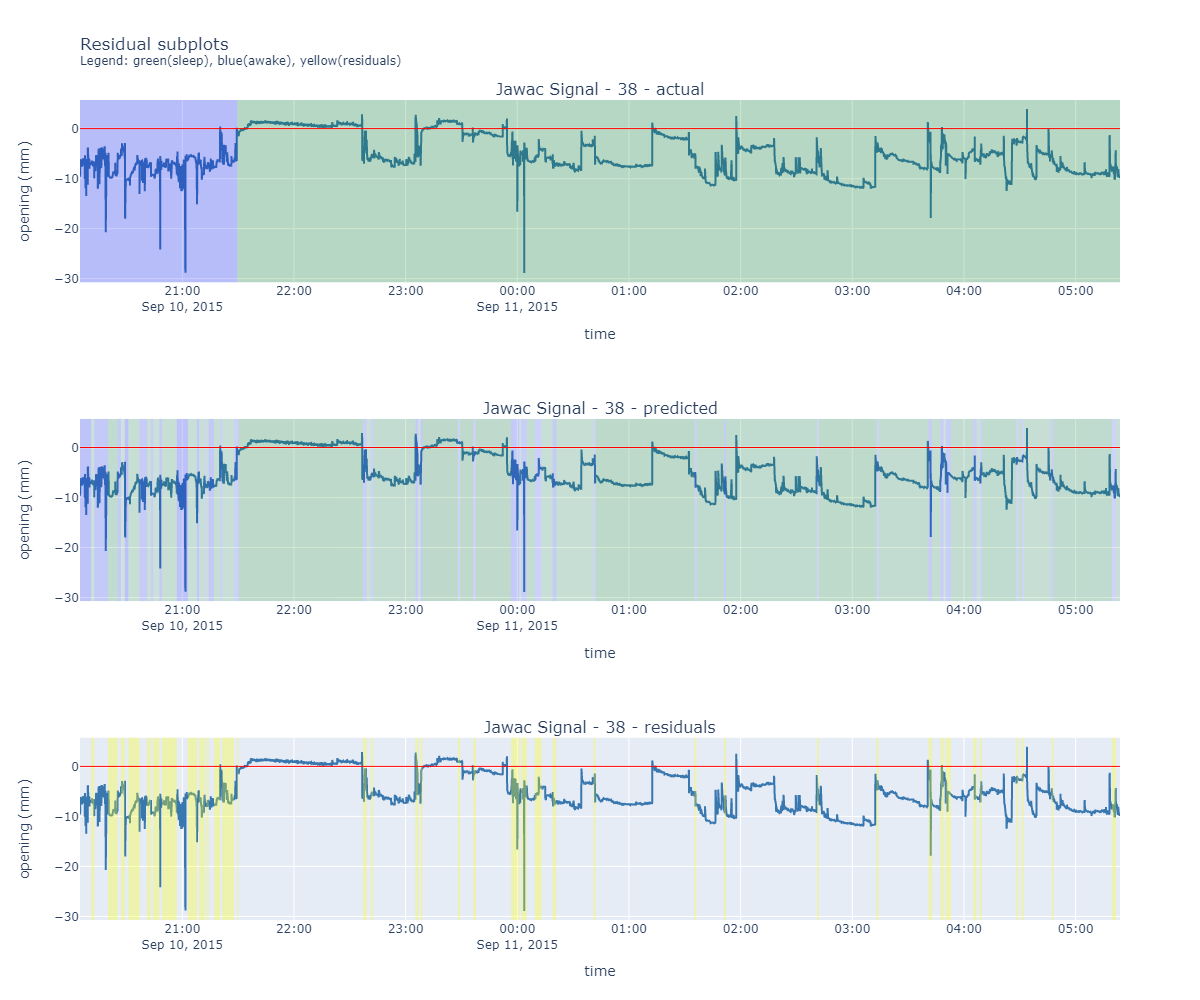 Residual subplots
Legend: green(sleep), blue(awake), yellow(residuals)
Jawac Signal - 38 - actual
opening (mm)
0
−10
−20
−30
21:00 22:00 23:00 00:00 01:00 02:00 03:00 04:00 05:00
Sep 10, 2015 Sep 11, 2015
time
Jawac Signal - 38 - predicted
opening (mm)
0
−10
−20
−30
21:00 22:00 23:00 00:00 01:00 02:00 03:00 04:00 05:00
Sep 10, 2015 Sep 11, 2015
time
Jawac Signal - 38 - residuals
opening (mm)
0
−10
−20
−30
21:00 22:00 23:00 00:00 01:00 02:00 03:00 04:00 05:00
Sep 10, 2015 Sep 11, 2015
time